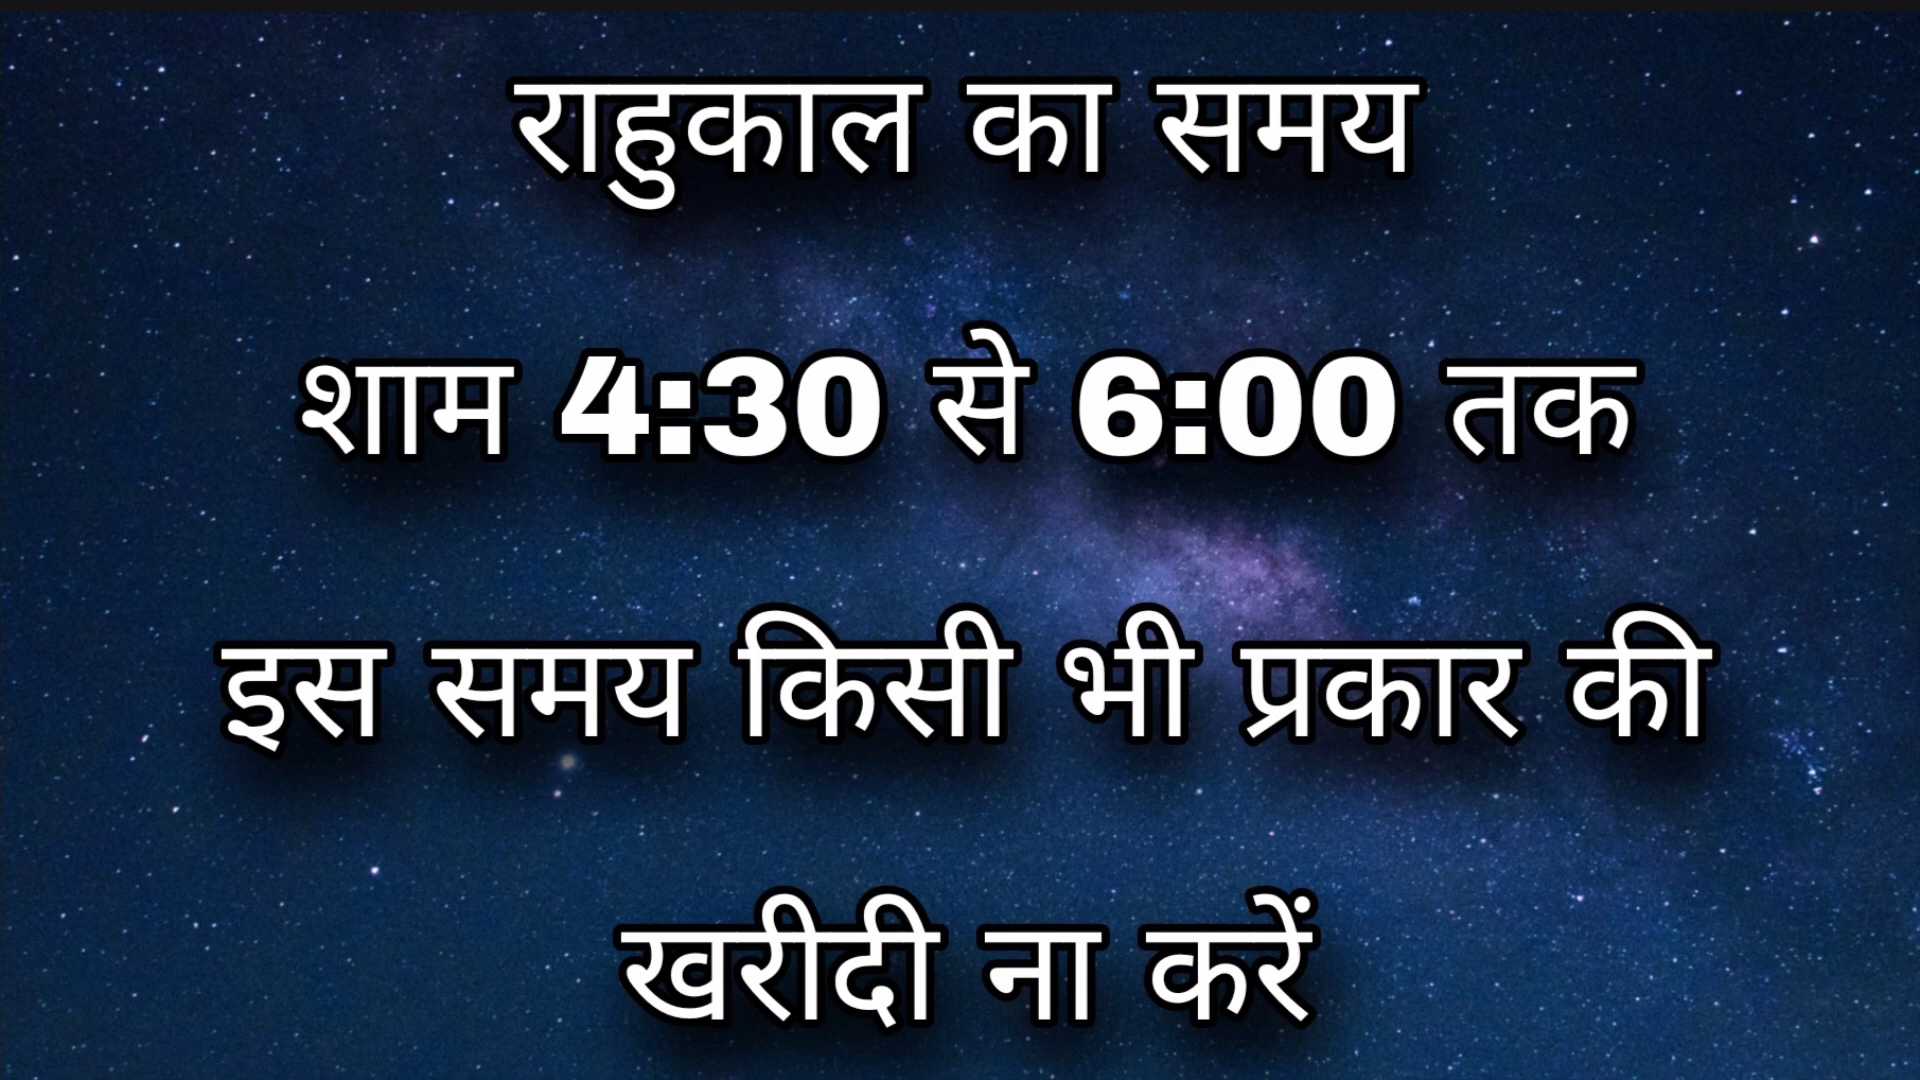 राहुकाल का समय
शाम 4:30 से 6:00 तक
इस समय किसी भी प्रकार की
खरीदी ना करें